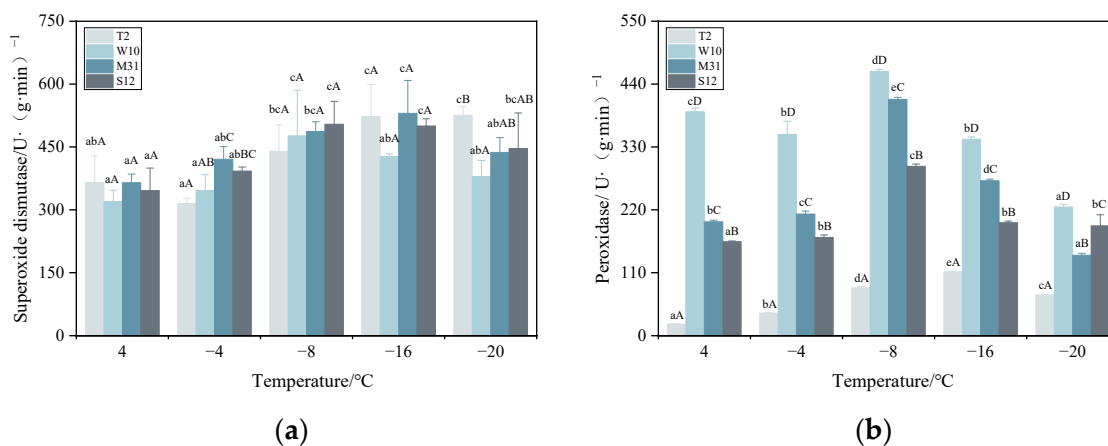 Superoxide dismutase/U·（g·min）−1
750
600
450
300
150
0
T2
W10
M31
S12
abA
aA
aA
aA
aA
aAB
abC
abBC
bcA
cA
bcA
cA
cA
abA
cA
cA
cB
abA
abAB
bcAB
4
−4
−8
−16
−20
Temperature/°C
(a)
Peroxidase/ U·（g·min）−1
550
440
330
220
110
0
T2
W10
M31
S12
aA
cD
bC
aB
bA
bD
cC
bB
dA
dD
eC
cB
eA
bD
dC
bB
cA
aD
aB
bC
4
−4
−8
−16
−20
Temperature/°C
(b)